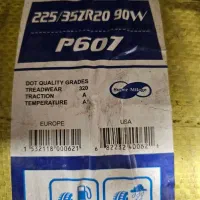 225/35ZR20 90W
P607
DOT QUALITY GRADES
TREADWEAR 320
TRACTION A
TEMPERATURE A
EUROPE
USA